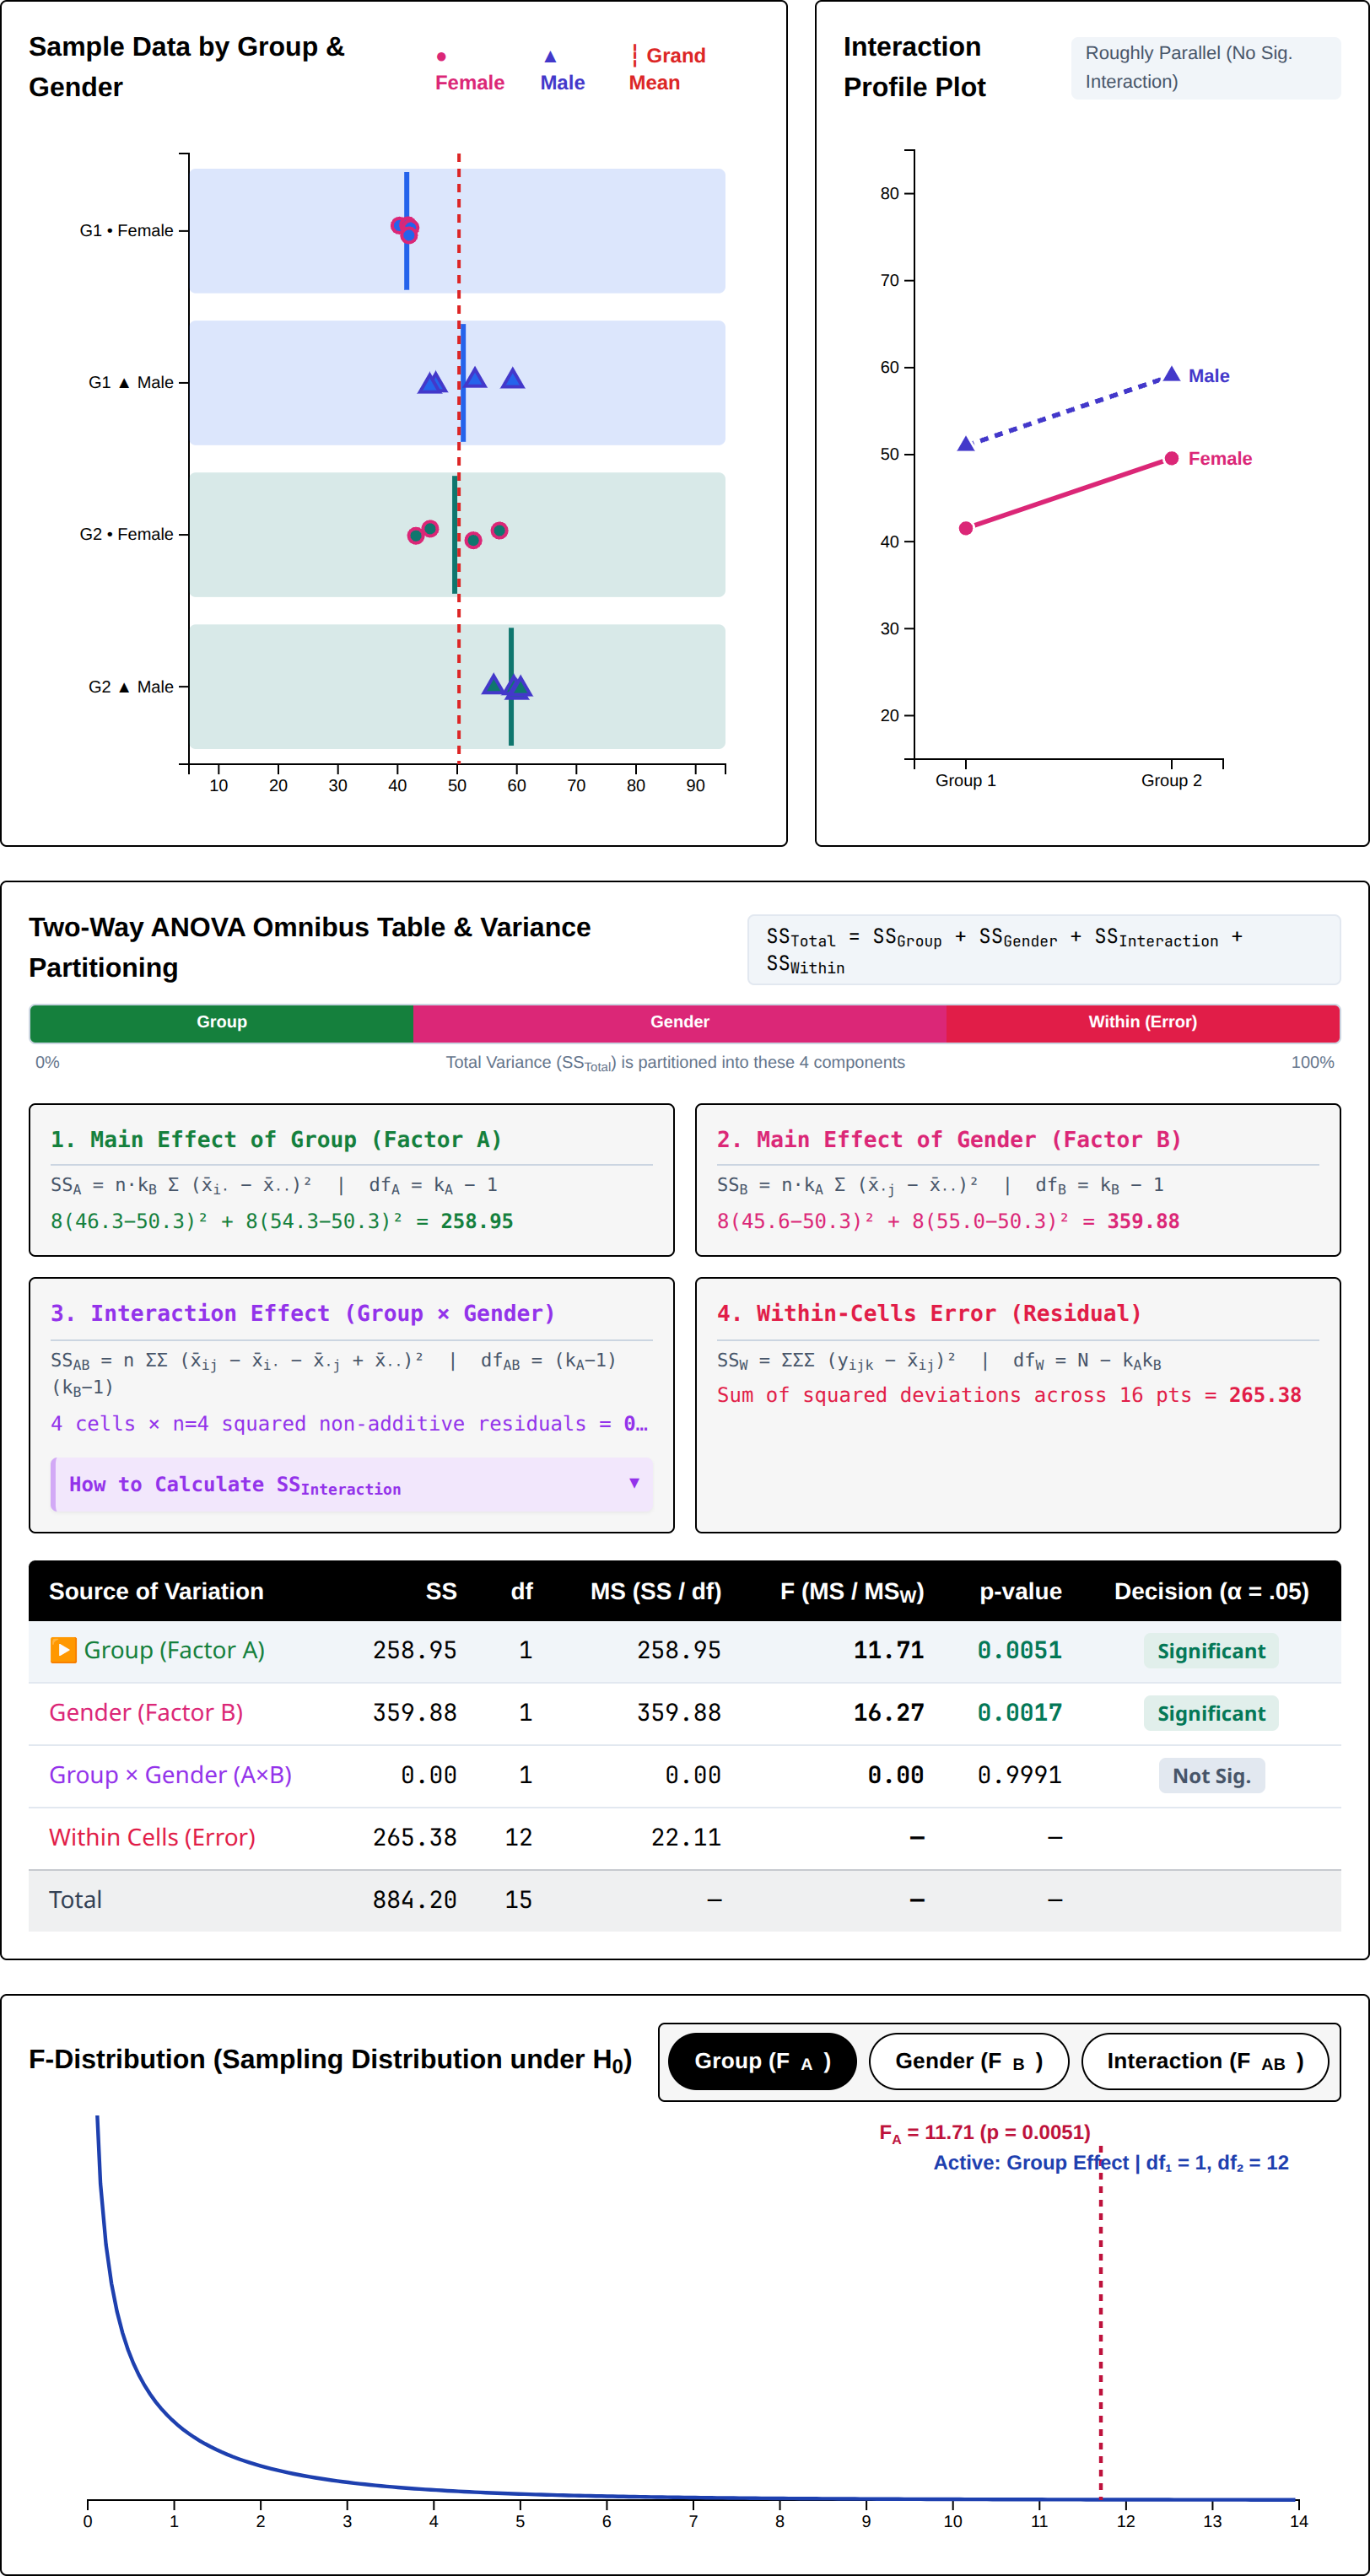 Sample Data by Group &
Gender
●
Female
▲
Male
┆ Grand
Mean
G1 • Female
G1 ▲ Male
G2 • Female
G2 ▲ Male
10 20 30 40 50 60 70 80 90
Interaction
Profile Plot
Roughly Parallel (No Sig.
Interaction)
80
70
60
50
40
30
20
Male
Female
Group 1 Group 2
Two-Way ANOVA Omnibus Table & Variance
Partitioning
SSTotal = SSGroup + SSGender + SSInteraction +
SSWithin
Group Gender Within (Error)
0% Total Variance (SSTotal) is partitioned into these 4 components 100%
1. Main Effect of Group (Factor A)
SSA = n·kB Σ (x̄i. − x̄..)² | dfA = kA − 1
8(46.3−50.3)² + 8(54.3−50.3)² = 258.95
2. Main Effect of Gender (Factor B)
SSB = n·kA Σ (x̄.j − x̄..)² | dfB = kB − 1
8(45.6−50.3)² + 8(55.0−50.3)² = 359.88
3. Interaction Effect (Group × Gender)
SSAB = n ΣΣ (x̄ij − x̄i. − x̄.j + x̄..)² | dfAB = (kA−1)
(kB−1)
4 cells × n=4 squared non-additive residuals = 0…
How to Calculate SSInteraction ▼
4. Within-Cells Error (Residual)
SSW = ΣΣΣ (yijk − x̄ij)² | dfW = N − kAkB
Sum of squared deviations across 16 pts = 265.38
Source of Variation SS df MS (SS / df) F (MS / MSW) p-value Decision (α = .05)
▶️ Group (Factor A) 258.95 1 258.95 11.71 0.0051 Significant
Gender (Factor B) 359.88 1 359.88 16.27 0.0017 Significant
Group × Gender (A×B) 0.00 1 0.00 0.00 0.9991 Not Sig.
Within Cells (Error) 265.38 12 22.11 — —
Total 884.20 15 — — —
F-Distribution (Sampling Distribution under H0)
Group (F A ) Gender (F B ) Interaction (F AB )
FA = 11.71 (p = 0.0051)
Active: Group Effect | df₁ = 1, df₂ = 12
0 1 2 3 4 5 6 7 8 9 10 11 12 13 14